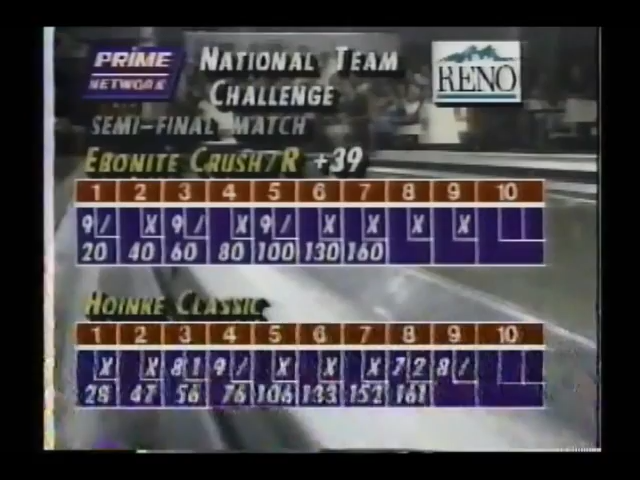 PRIME
NETWORK
NATIONAL TEAM
CHALLENGE
RENO
SEMI-FINAL MATCH
EBONITE CRUSH/R +39
1 2 3 4 5 6 7 8 9 10
9 / X 9 / X 9 / X X X X
20 40 60 80 100 130 160
HOINKE CLASSIC
1 2 3 4 5 6 7 8 9 10
X X 8 1 9 / X X X 7 2 8 /
28 47 56 76 106 133 152 161